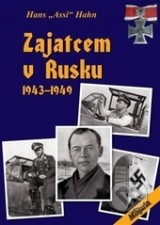 Hans „Assi“ Hahn
Zajatcem
v Rusku
1943–1949